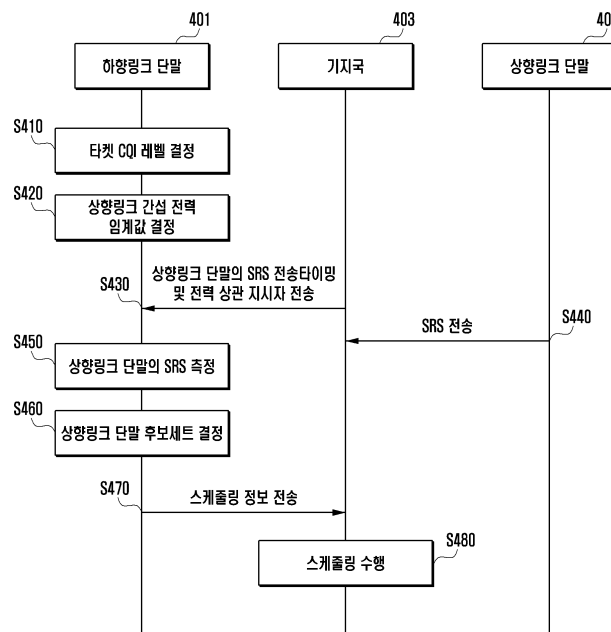 401
403
40
하향링크 단말
기지국
상향링크 단말
S410
타켓 CQI 레벨 결정
S420
상향링크 간섭 전력
임계값 결정
S430
상향링크 단말의 SRS 전송타이밍
및 전력 상관 지시자 전송
S440
SRS 전송
S450
상향링크 단말의 SRS 측정
S460
상향링크 단말 후보세트 결정
S470
스케줄링 정보 전송
S480
스케줄링 수행